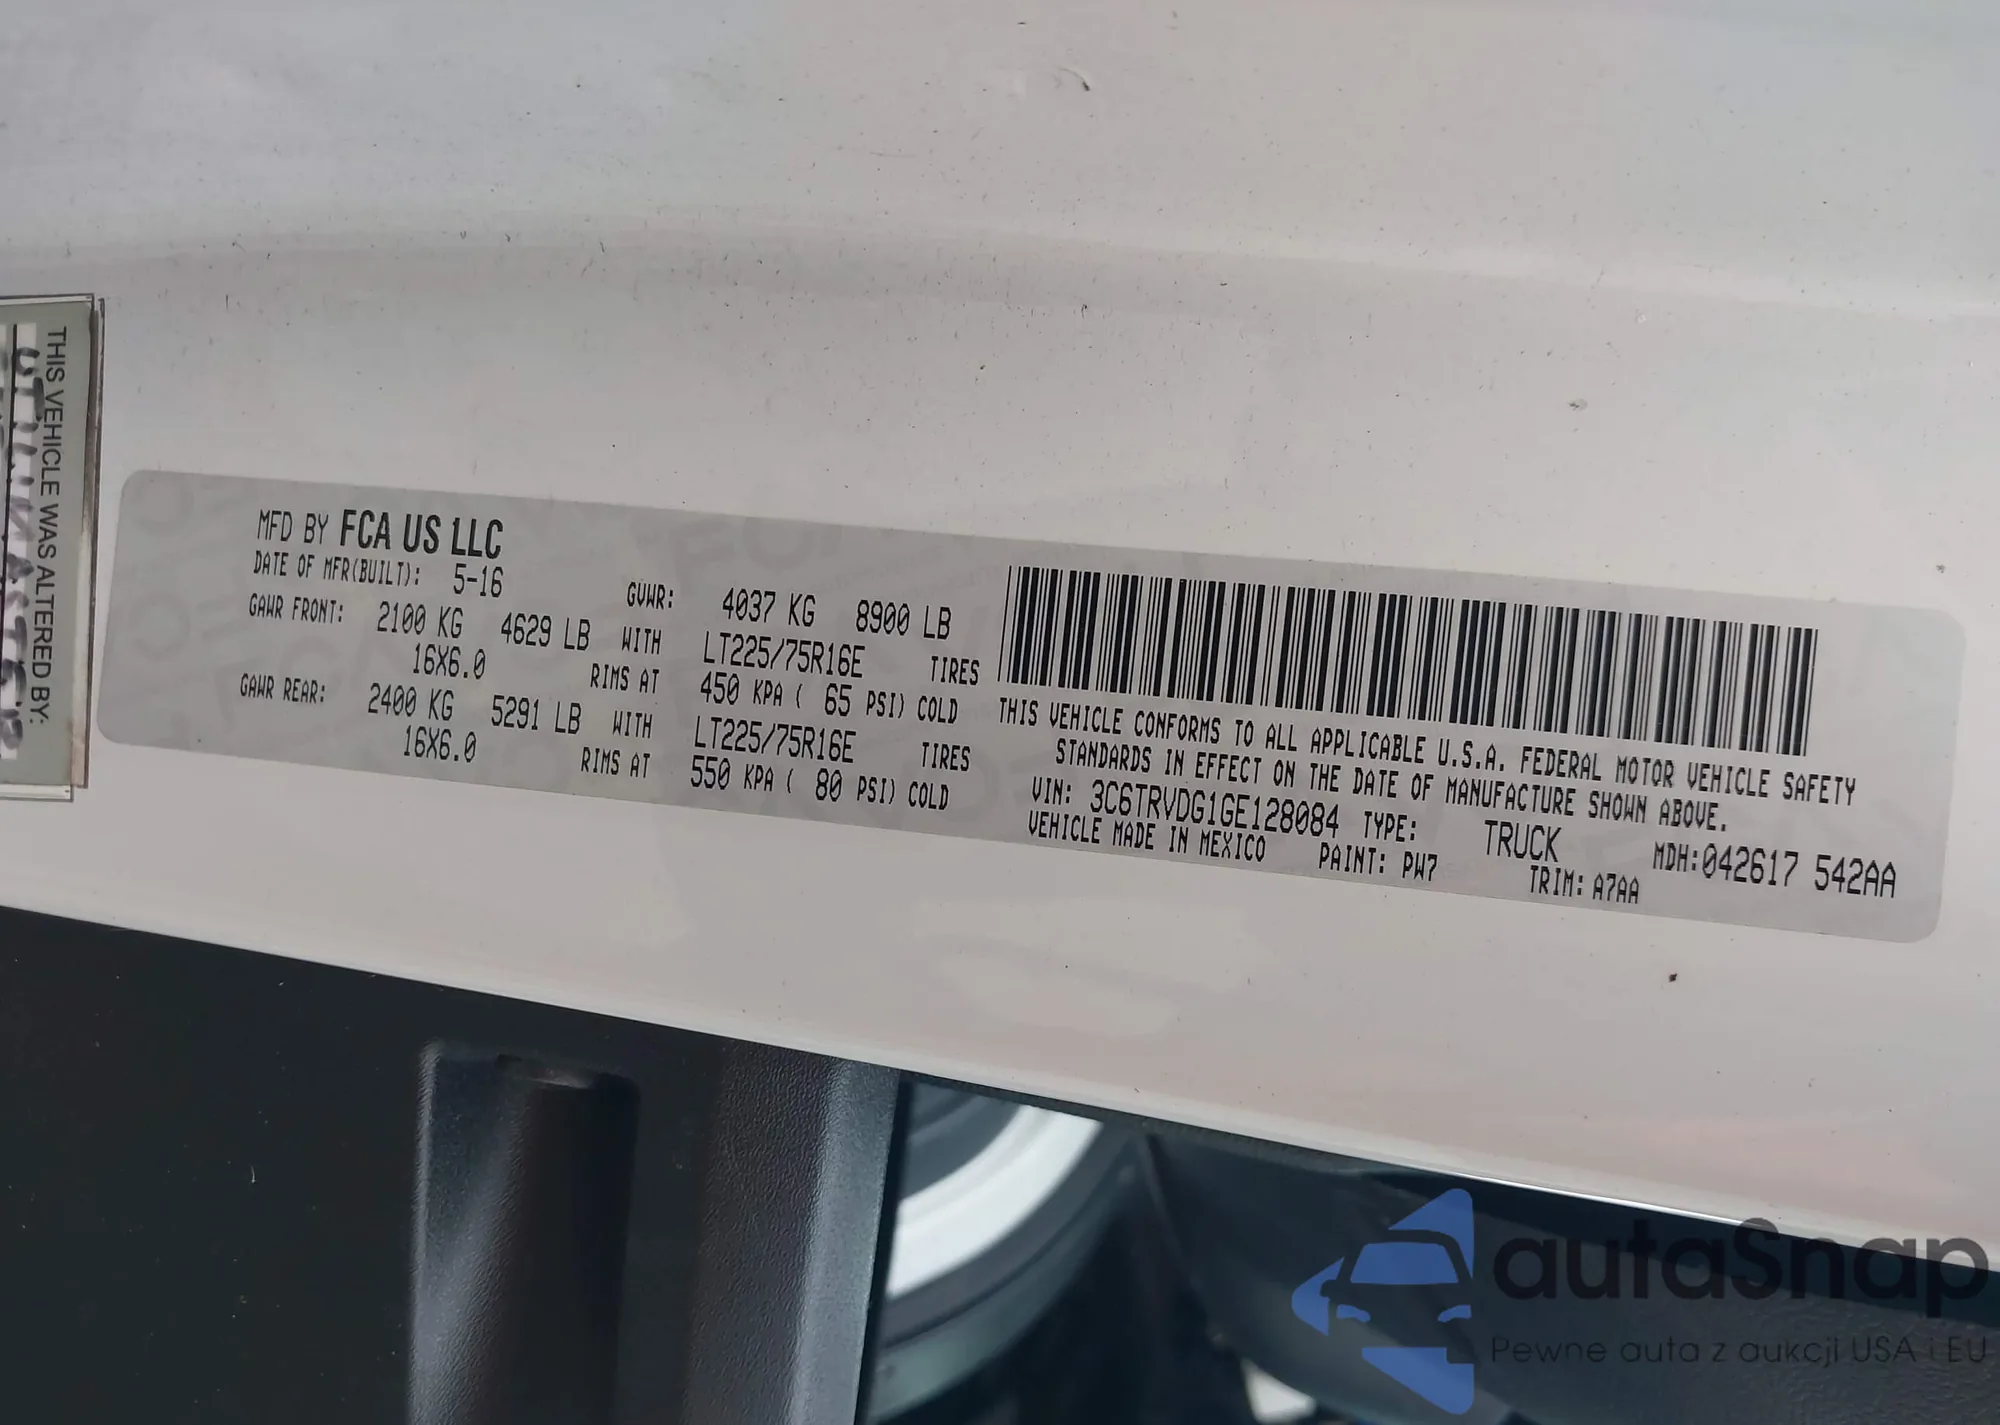 THIS VEHICLE WAS ALTERED BY:
MFD BY FCA US LLC
DATE OF MFR(BUILT): 5-16 GVWR: 4037 KG 8900 LB
GAWR FRONT: 2100 KG 4629 LB WITH LT225/75R16E TIRES
16X6.0 RIMS AT 450 KPA ( 65 PSI) COLD
GAWR REAR: 2400 KG 5291 LB WITH LT225/75R16E TIRES
16X6.0 RIMS AT 550 KPA ( 80 PSI) COLD
THIS VEHICLE CONFORMS TO ALL APPLICABLE U.S.A. FEDERAL MOTOR VEHICLE SAFETY
STANDARDS IN EFFECT ON THE DATE OF MANUFACTURE SHOWN ABOVE.
VIN: 3C6TRVDG1GE128084 TYPE: TRUCK MDH:042617 542AA
VEHICLE MADE IN MEXICO PAINT: PW7 TRIM: A7AA
autaSnap
Pewne auta z aukcji USA i EU